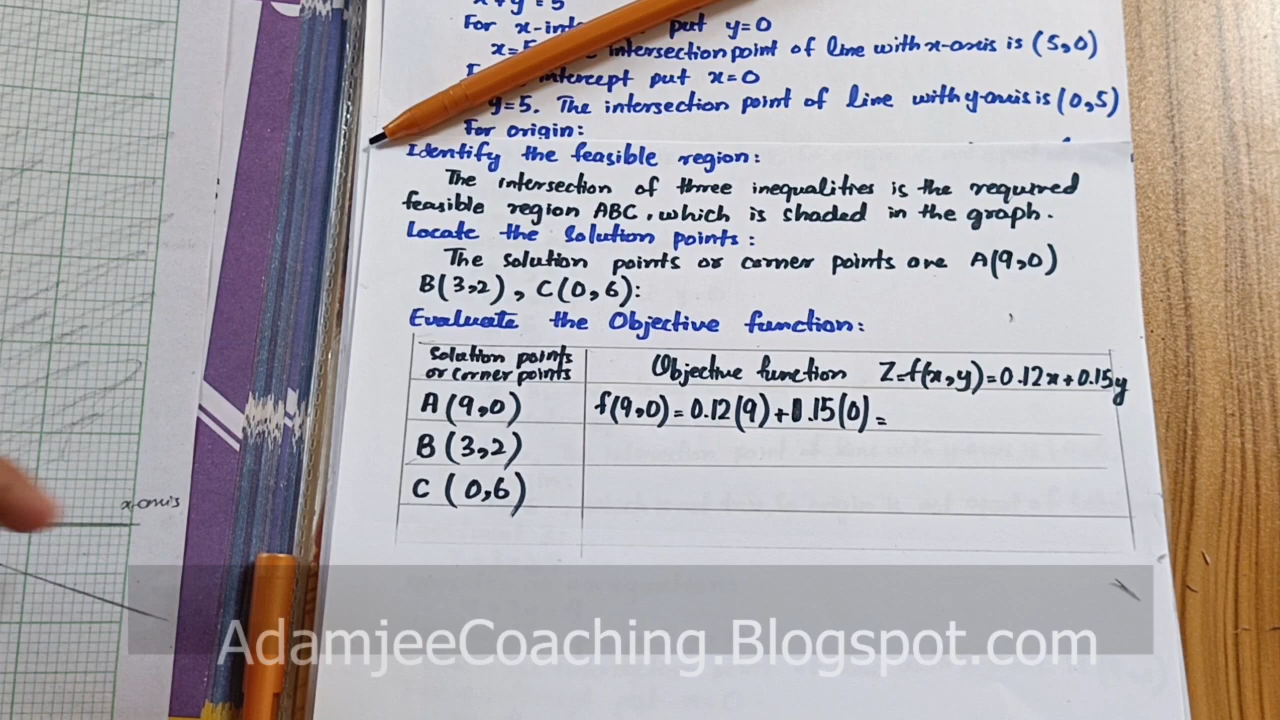 x+y=5
For x-int put y=0
x=5 intersection point of line with x-axis is (5,0)
intercept put x=0
y=5. The intersection point of line with y-axis is (0,5)
For origin:
Identify the feasible region:
The intersection of three inequalities is the required
feasible region ABC, which is shaded in the graph.
Locate the Solution points:
The solution points or corner points are A(9,0)
B(3,2), C(0,6):
Evaluate the Objective function:
Solution points or corner points
Objective function Z=f(x,y)=0.12x+0.15y
A(9,0) f(9,0)=0.12(9)+0.15(0)=
B(3,2)
C(0,6)
x-axis
AdamjeeCoaching.Blogspot.com